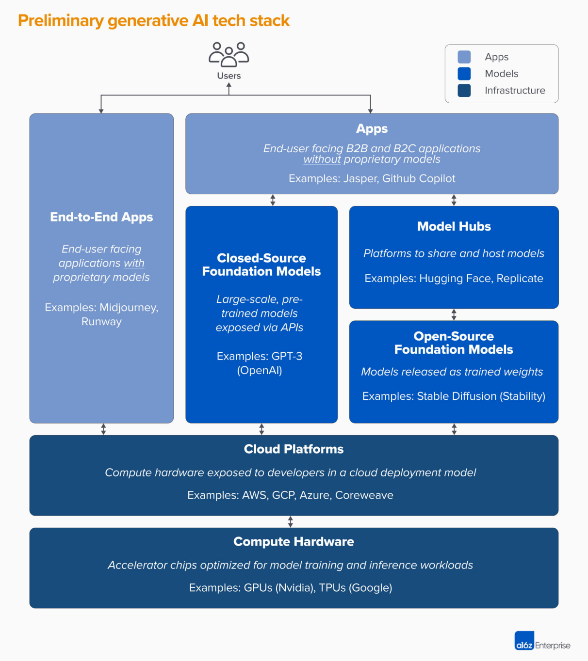 Preliminary generative AI tech stack
Users
Apps
Models
Infrastructure
End-to-End Apps
End-user facing
applications with
proprietary models
Examples: Midjourney,
Runway
Apps
End-user facing B2B and B2C applications
without proprietary models
Examples: Jasper, Github Copilot
Closed-Source
Foundation Models
Large-scale, pre-
trained models
exposed via APIs
Examples: GPT-3
(OpenAI)
Model Hubs
Platforms to share and host models
Examples: Hugging Face, Replicate
Open-Source
Foundation Models
Models released as trained weights
Examples: Stable Diffusion (Stability)
Cloud Platforms
Compute hardware exposed to developers in a cloud deployment model
Examples: AWS, GCP, Azure, Coreweave
Compute Hardware
Accelerator chips optimized for model training and inference workloads
Examples: GPUs (Nvidia), TPUs (Google)
a16z Enterprise